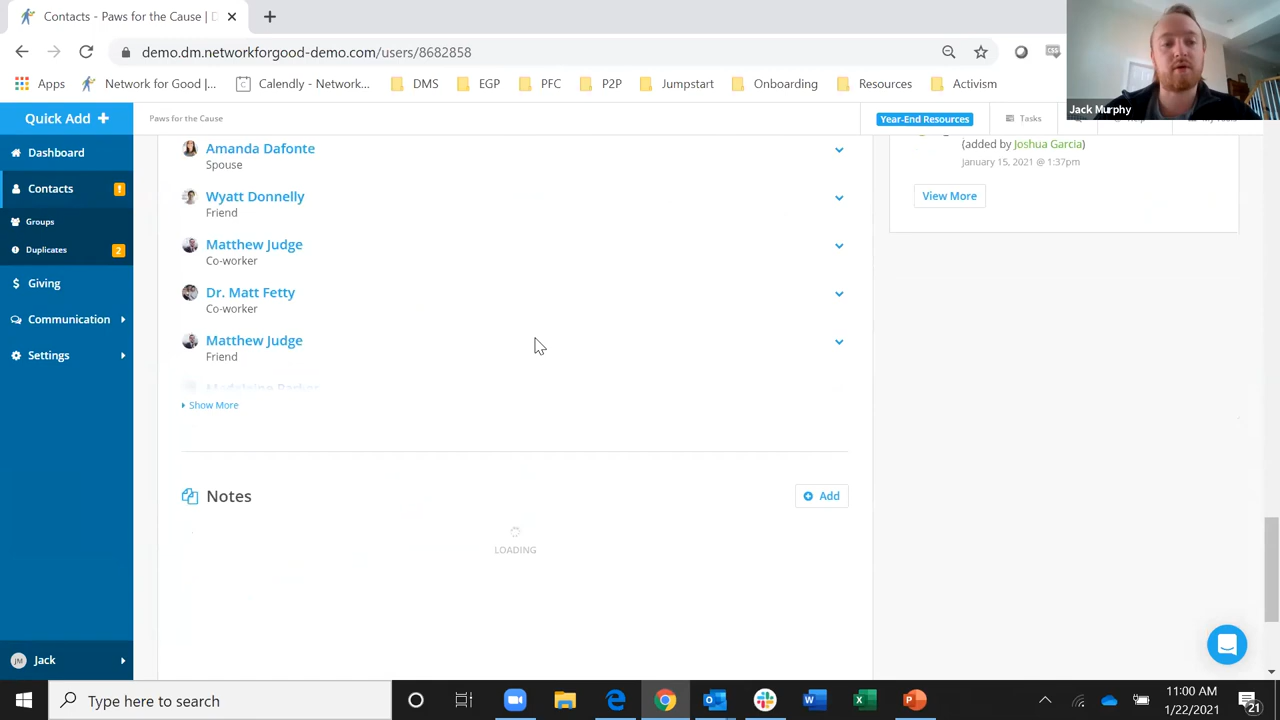 Contacts - Paws for the Cause | D
demo.dm.networkforgood-demo.com/users/8682858
Apps
Network for Good |...
Calendly - Network...
DMS
EGP
PFC
P2P
Jumpstart
Onboarding
Resources
Activism
Jack Murphy
Quick Add +
Paws for the Cause
Year-End Resources
Tasks
Dashboard
Contacts
Groups
Duplicates 2
Giving
Communication
Settings
Amanda Dafonte
Spouse
Wyatt Donnelly
Friend
Matthew Judge
Co-worker
Dr. Matt Fetty
Co-worker
Matthew Judge
Friend
Show More
Notes
Add
LOADING
(added by Joshua Garcia)
January 15, 2021 @ 1:37pm
View More
JM Jack
Type here to search
11:00 AM
1/22/2021
21